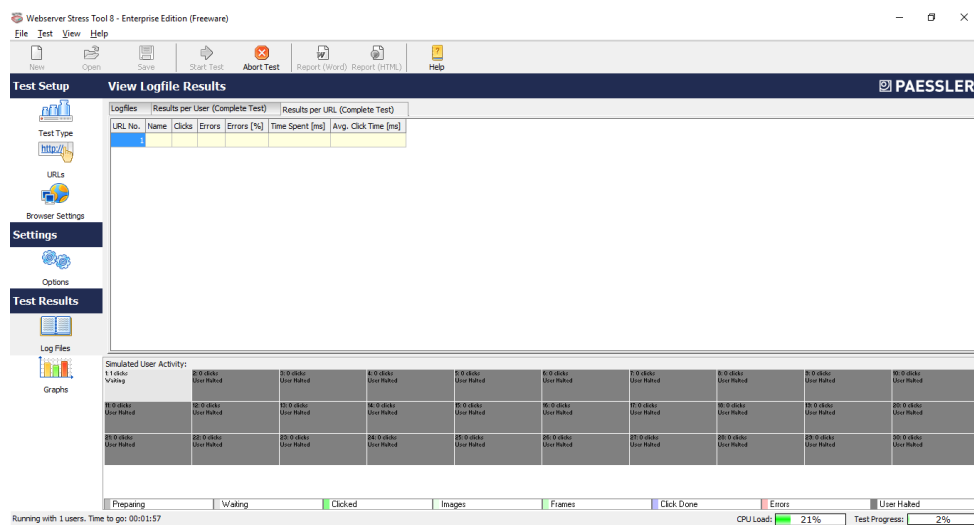 Webserver Stress Tool 8 - Enterprise Edition (Freeware)
File Test View Help
New Open Save Start Test Abort Test Report (Word) Report (HTML) Help
Test Setup
View Logfile Results
PAESSLER
Logfiles Results per User (Complete Test) Results per URL (Complete Test)
URL No. Name Clicks Errors Errors [%] Time Spent [ms] Avg. Click Time [ms]
1
Test Type
http://
URLs
Browser Settings
Settings
Options
Test Results
Log Files
Graphs
Simulated User Activity:
1: 1 clicks 2: 0 clicks 3: 0 clicks 4: 0 clicks 5: 0 clicks 6: 0 clicks 7: 0 clicks 8: 0 clicks 9: 0 clicks 10: 0 clicks
Waiting User Halted User Halted User Halted User Halted User Halted User Halted User Halted User Halted User Halted
11: 0 clicks 12: 0 clicks 13: 0 clicks 14: 0 clicks 15: 0 clicks 16: 0 clicks 17: 0 clicks 18: 0 clicks 19: 0 clicks 20: 0 clicks
User Halted User Halted User Halted User Halted User Halted User Halted User Halted User Halted User Halted User Halted
21: 0 clicks 22: 0 clicks 23: 0 clicks 24: 0 clicks 25: 0 clicks 26: 0 clicks 27: 0 clicks 28: 0 clicks 29: 0 clicks 30: 0 clicks
User Halted User Halted User Halted User Halted User Halted User Halted User Halted User Halted User Halted User Halted
Preparing Waiting Clicked Images Frames Click Done Errors User Halted
Running with 1 users. Time to go: 00:01:57 CPU Load: 21% Test Progress: 2%